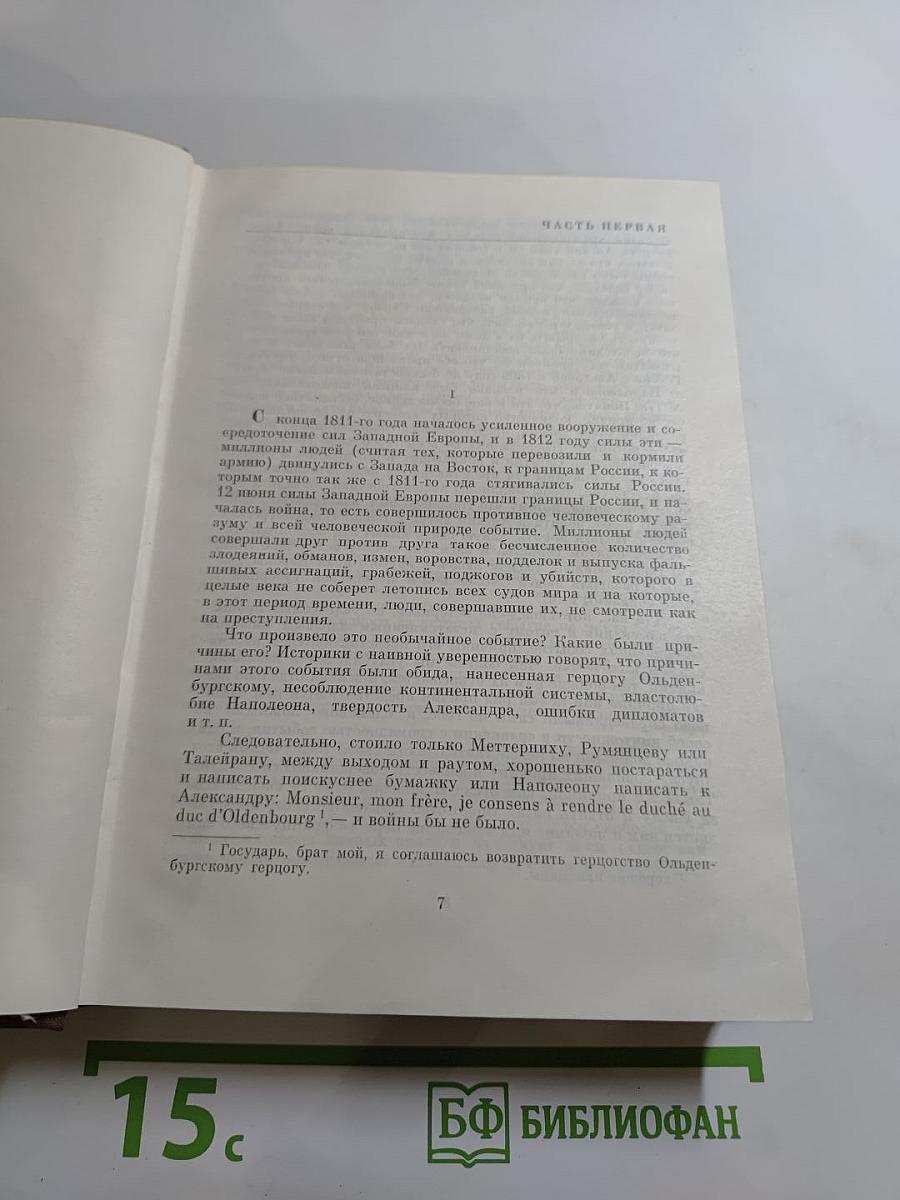 ЧАСТЬ ПЕРВАЯ
I
С конца 1811-го года началось усиленное вооружение и со-
средоточение сил Западной Европы, и в 1812 году силы эти —
миллионы людей (считая тех, которые перевозили и кормили
армию) двинулись с Запада на Восток, к границам России, к ко-
торым точно так же с 1811-го года стягивались силы России.
12 июня силы Западной Европы перешли границы России, и на-
чалась война, то есть совершилось противное человеческому ра-
зуму и всей человеческой природе событие. Миллионы людей
совершали друг против друга такое бесчисленное количество
злодеяний, обманов, измен, воровства, подделок и выпуска фаль-
шивых ассигнаций, грабежей, поджогов и убийств, которого в
целые века не соберет летопись всех судов мира и на которые,
в этот период времени, люди, совершавшие их, не смотрели как
на преступления.
Что произвело это необычайное событие? Какие были при-
чины его? Историки с наивной уверенностью говорят, что причи-
нами этого события были обида, нанесенная герцогу Ольден-
бургскому, несоблюдение континентальной системы, властолю-
бие Наполеона, твердость Александра, ошибки дипломатов
и т. п.
Следовательно, стоило только Меттерниху, Румянцеву или
Талейрану, между выходом и раутом, хорошенько постараться
и написать поискуснее бумажку или Наполеону написать к
Александру: Monsieur, mon frère, je consens à rendre le duché au
duc d'Oldenbourg ¹,— и войны бы не было.
¹ Государь, брат мой, я соглашаюсь возвратить герцогство Ольден-
бургскому герцогу.
7
15 с
БФ БИБЛИОФАН